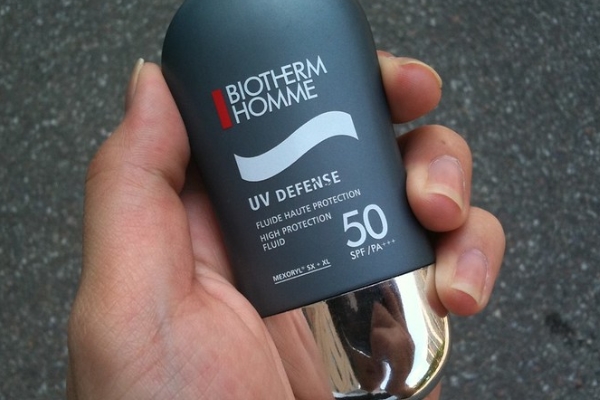 BIOTHERM
HOMME
UV DEFENSE
FLUIDE HAUTE PROTECTION
HIGH PROTECTION
FLUID
50
SPF/PA+++
MEXORYL® SX + XL